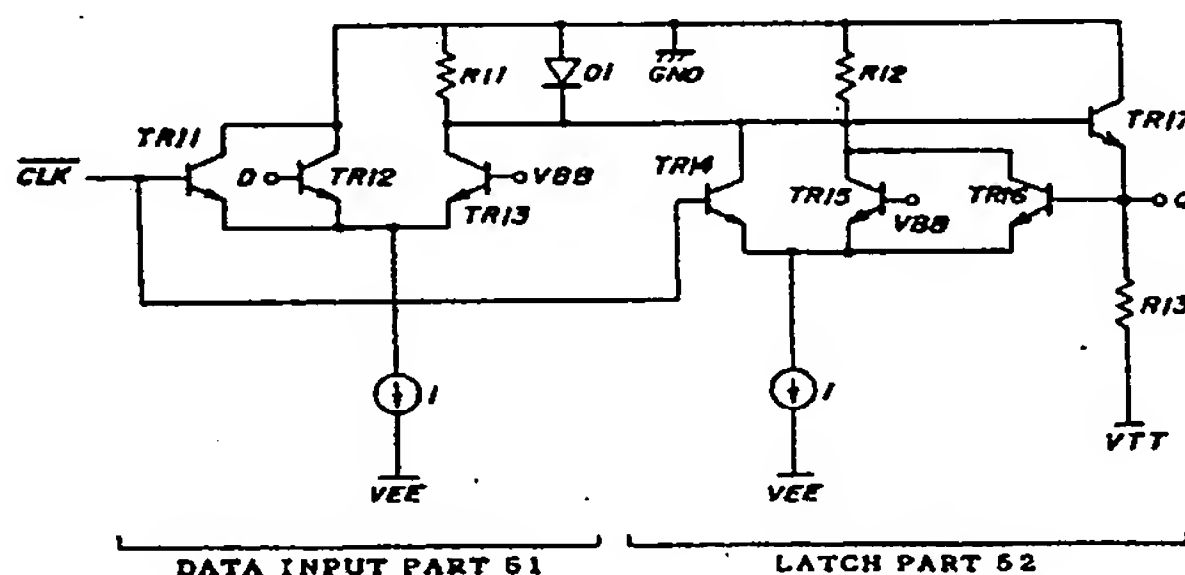 R11
D1
GND
R12
TR17
TR11
CLK
D
TR12
VBB
TR13
TR14
TR15
VBB
TR16
R13
I
I
VTT
VEE
VEE
DATA INPUT PART 51
LATCH PART 52